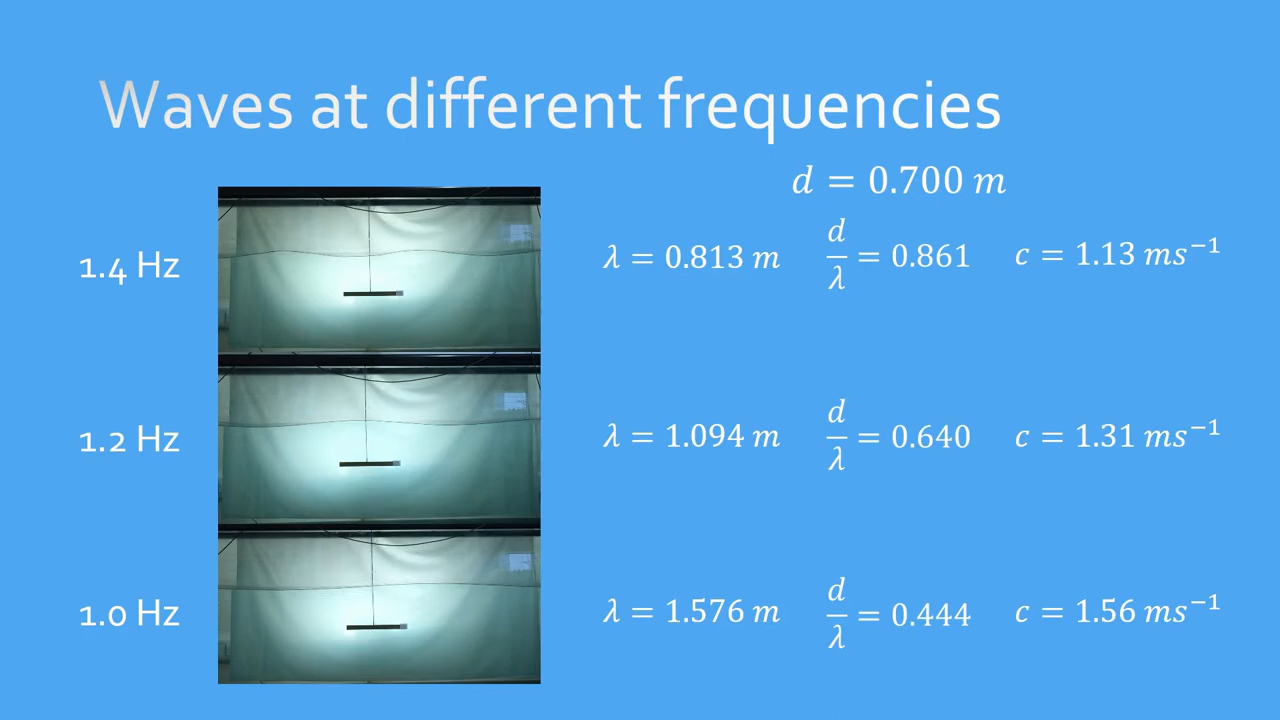 Waves at different frequencies
d = 0.700 m
1.4 Hz
λ = 0.813 m
d/λ = 0.861
c = 1.13 ms⁻¹
1.2 Hz
λ = 1.094 m
d/λ = 0.640
c = 1.31 ms⁻¹
1.0 Hz
λ = 1.576 m
d/λ = 0.444
c = 1.56 ms⁻¹